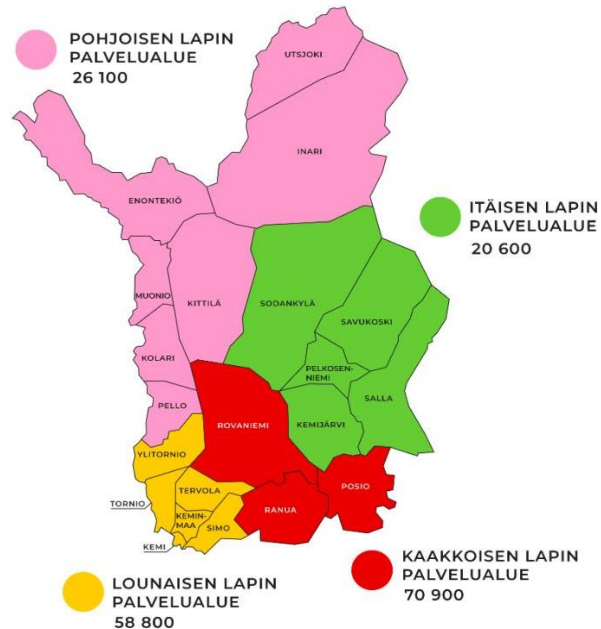 POHJOISEN LAPIN
PALVELUALUE
26 100
UTSJOKI
INARI
ENONTEKIÖ
ITÄISEN LAPIN
PALVELUALUE
20 600
MUONIO
KITTILÄ
SODANKYLÄ
SAVUKOSKI
KOLARI
PELKOSEN-
NIEMI
PELLO
SALLA
ROVANIEMI
KEMIJÄRVI
YLITORNIO
TERVOLA
POSIO
TORNIO
RANUA
KEMIN-
MAA
SIMO
KEMI
KAAKKOISEN LAPIN
PALVELUALUE
70 900
LOUNAISEN LAPIN
PALVELUALUE
58 800